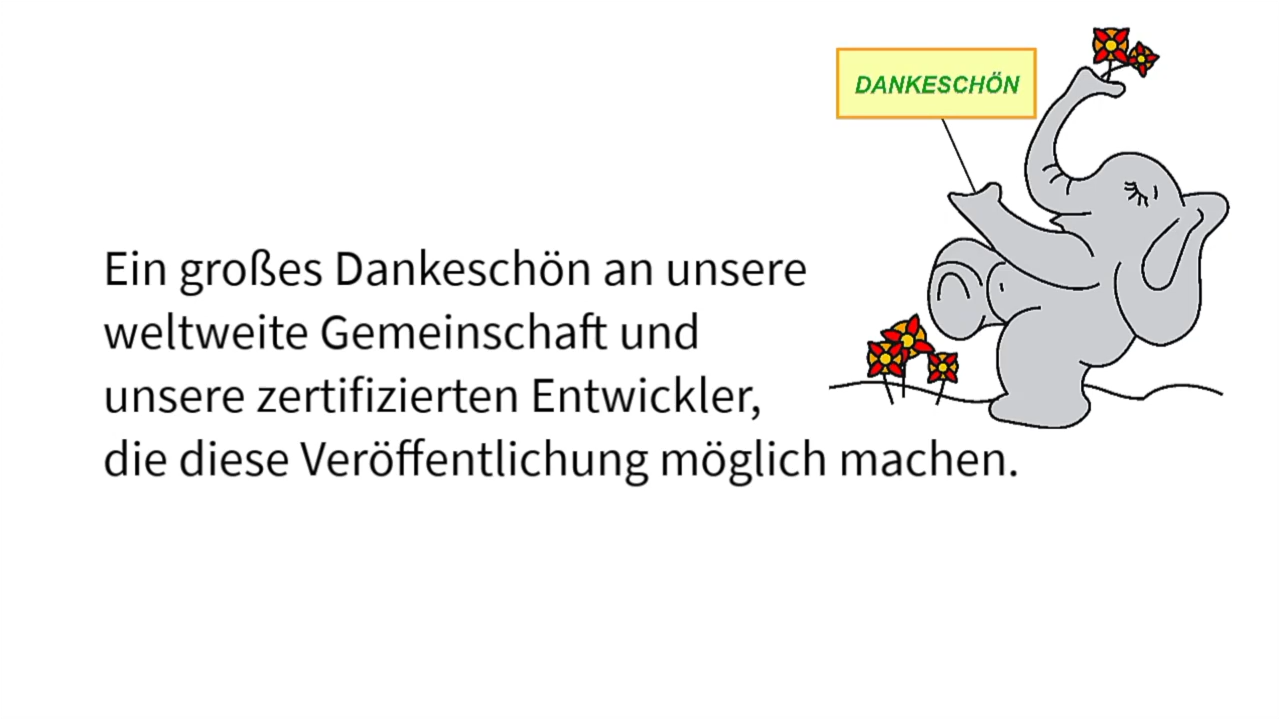 DANKESCHÖN
Ein großes Dankeschön an unsere
weltweite Gemeinschaft und
unsere zertifizierten Entwickler,
die diese Veröffentlichung möglich machen.